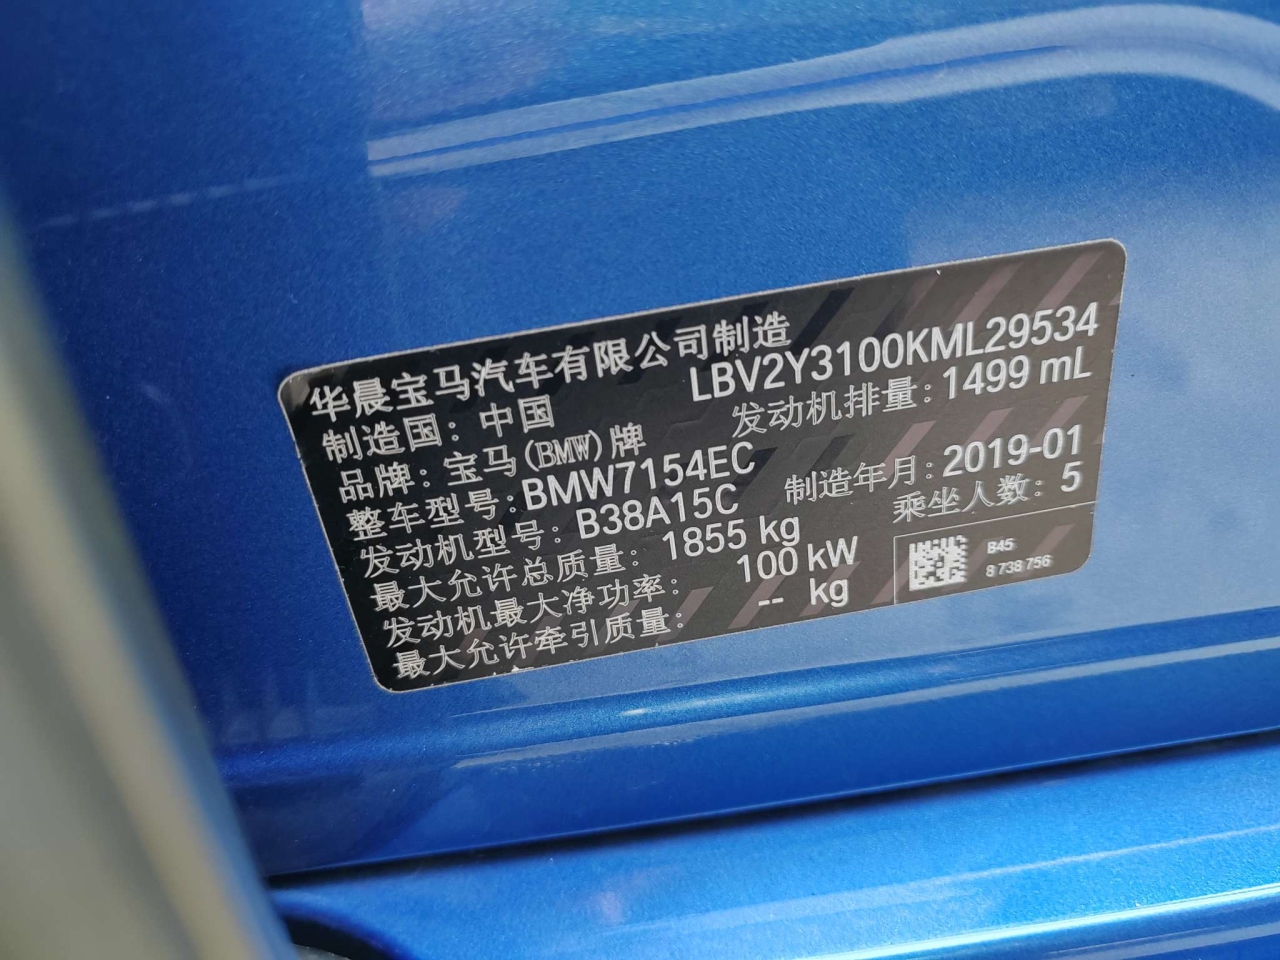 华晨宝马汽车有限公司制造
制造国：中国 LBV2Y3100KML29534
品牌：宝马(BMW)牌 发动机排量：1499 mL
整车型号：BMW7154EC
发动机型号：B38A15C 制造年月：2019-01
最大允许总质量：1855 kg 乘坐人数：5
发动机最大净功率：100 kW
最大允许牵引质量：-- kg
B45
8 738 756